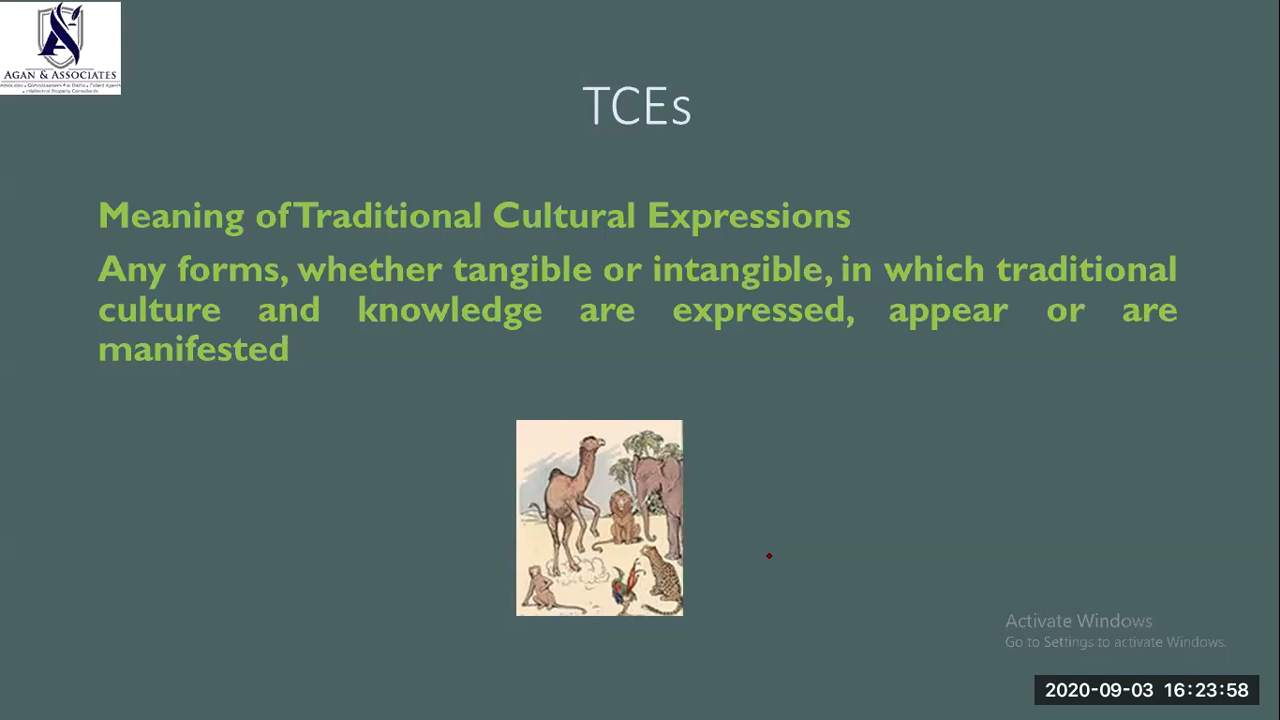 AGAN & ASSOCIATES
TCEs
Meaning of Traditional Cultural Expressions
Any forms, whether tangible or intangible, in which traditional
culture and knowledge are expressed, appear or are
manifested
Activate Windows
Go to Settings to activate Windows.
2020-09-03 16:23:58